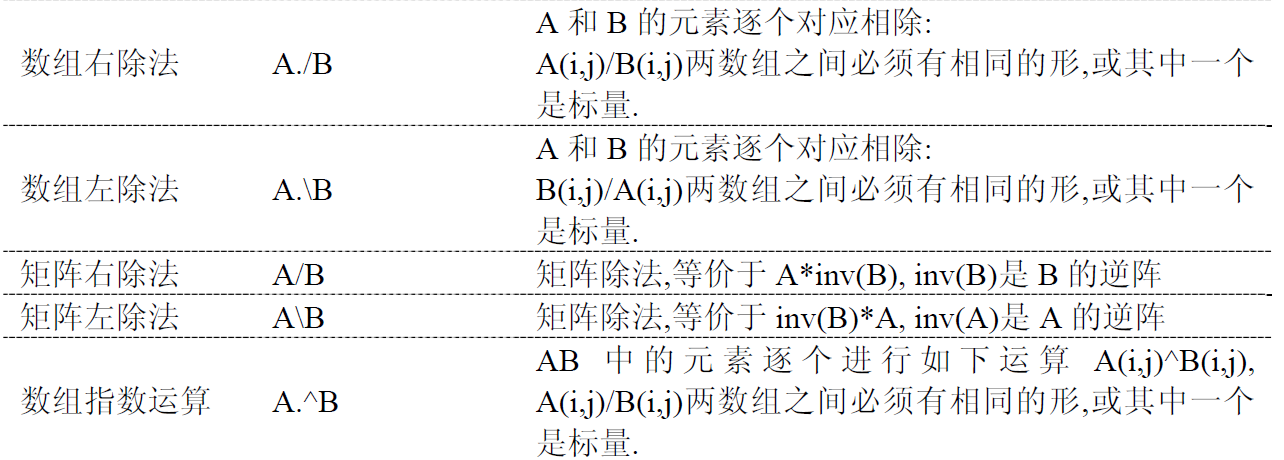 A 和 B 的元素逐个对应相除:
数组右除法 A./B A(i,j)/B(i,j)两数组之间必须有相同的形,或其中一个
是标量.
A 和 B 的元素逐个对应相除:
数组左除法 A.\B B(i,j)/A(i,j)两数组之间必须有相同的形,或其中一个
是标量.
矩阵右除法 A/B 矩阵除法,等价于 A*inv(B), inv(B)是 B 的逆阵
矩阵左除法 A\B 矩阵除法,等价于 inv(B)*A, inv(A)是 A 的逆阵
AB 中的元素逐个进行如下运算 A(i,j)^B(i,j),
数组指数运算 A.^B A(i,j)/B(i,j)两数组之间必须有相同的形,或其中一个
是标量.